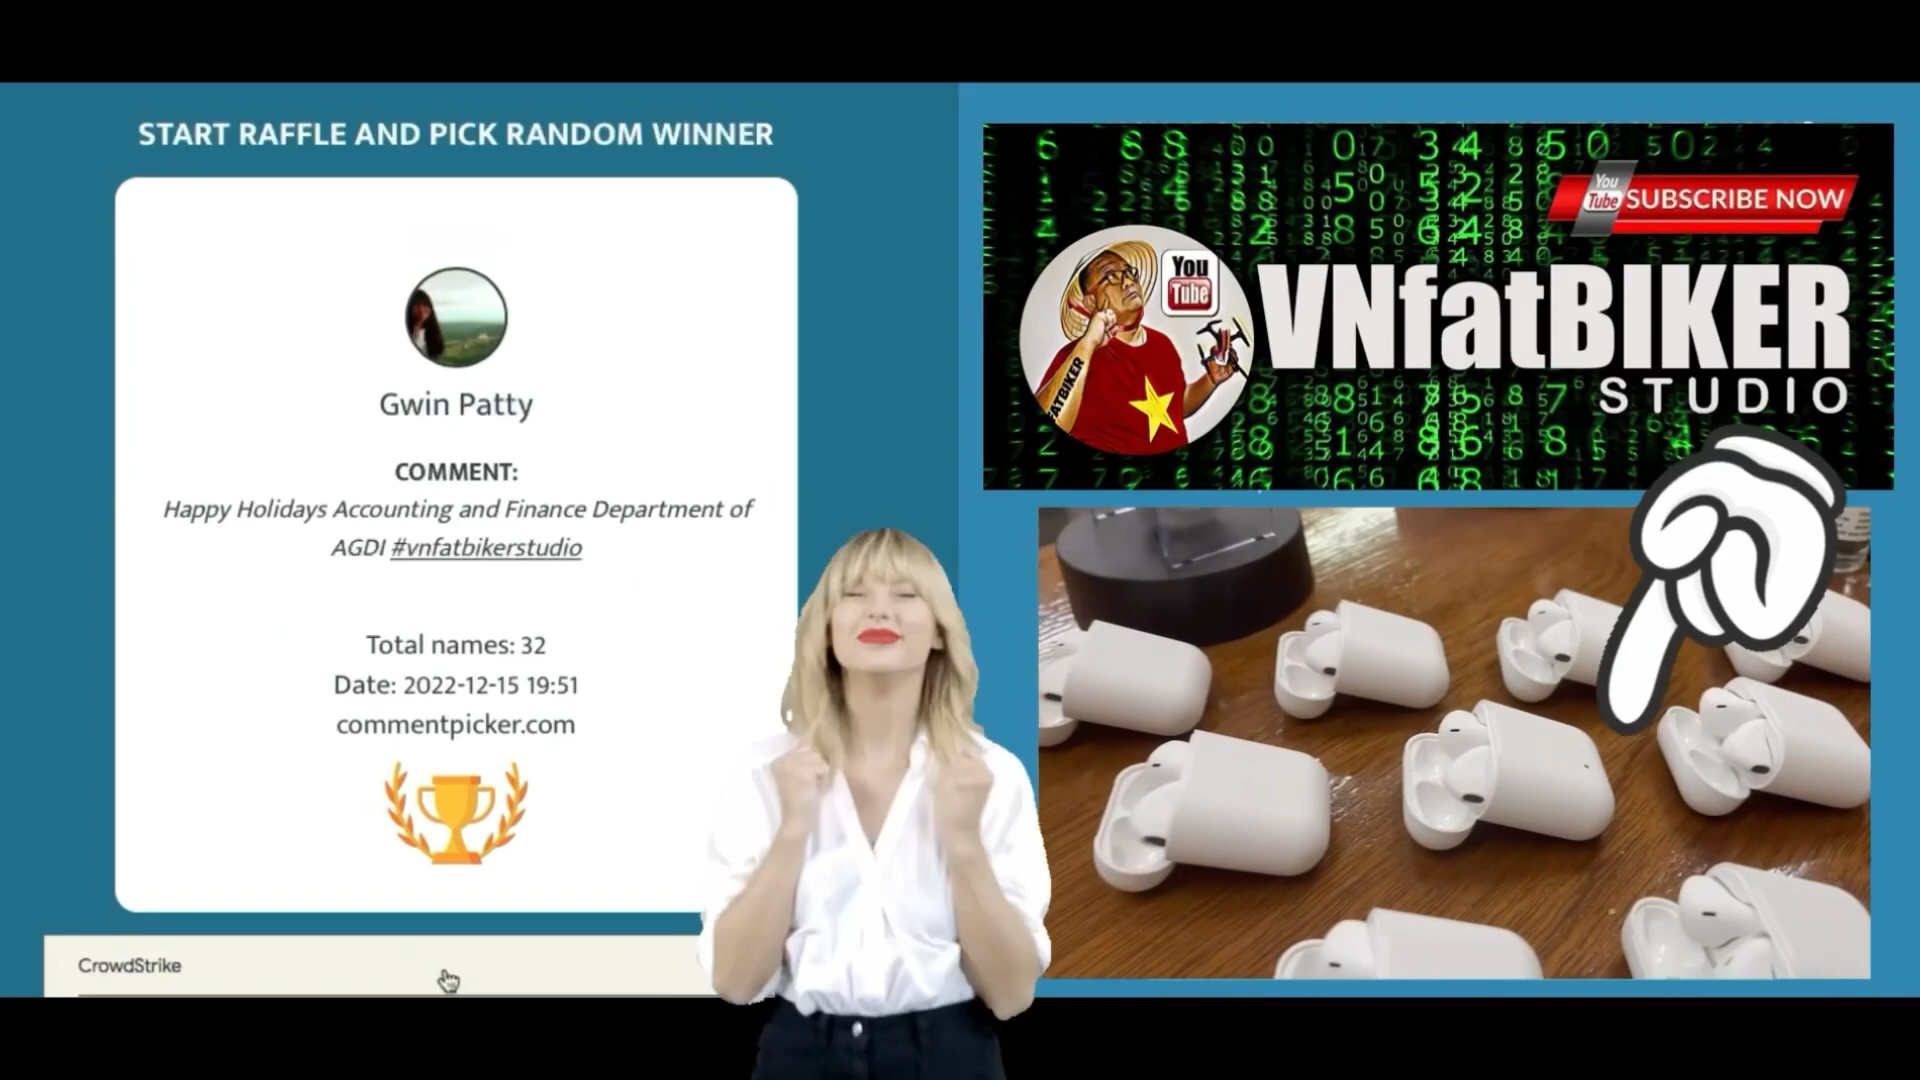 START RAFFLE AND PICK RANDOM WINNER
Gwin Patty
COMMENT:
Happy Holidays Accounting and Finance Department of
AGDI #vnfatbikerstudio
Total names: 32
Date: 2022-12-15 19:51
commentpicker.com
CrowdStrike
You
Tube
SUBSCRIBE NOW
You
Tube
VNfatBIKER
STUDIO
FATBIKER